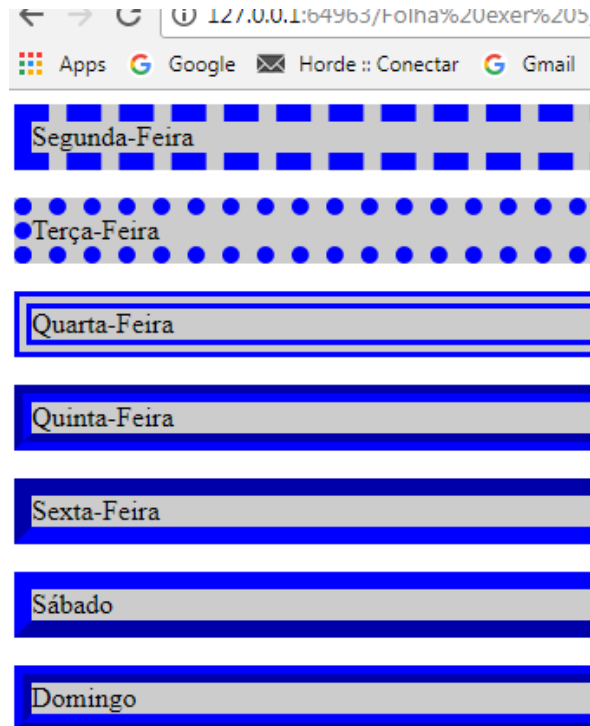 127.0.0.1:64963/Folha%20exer%205
Apps Google Horde :: Conectar Gmail
Segunda-Feira
Terça-Feira
Quarta-Feira
Quinta-Feira
Sexta-Feira
Sábado
Domingo